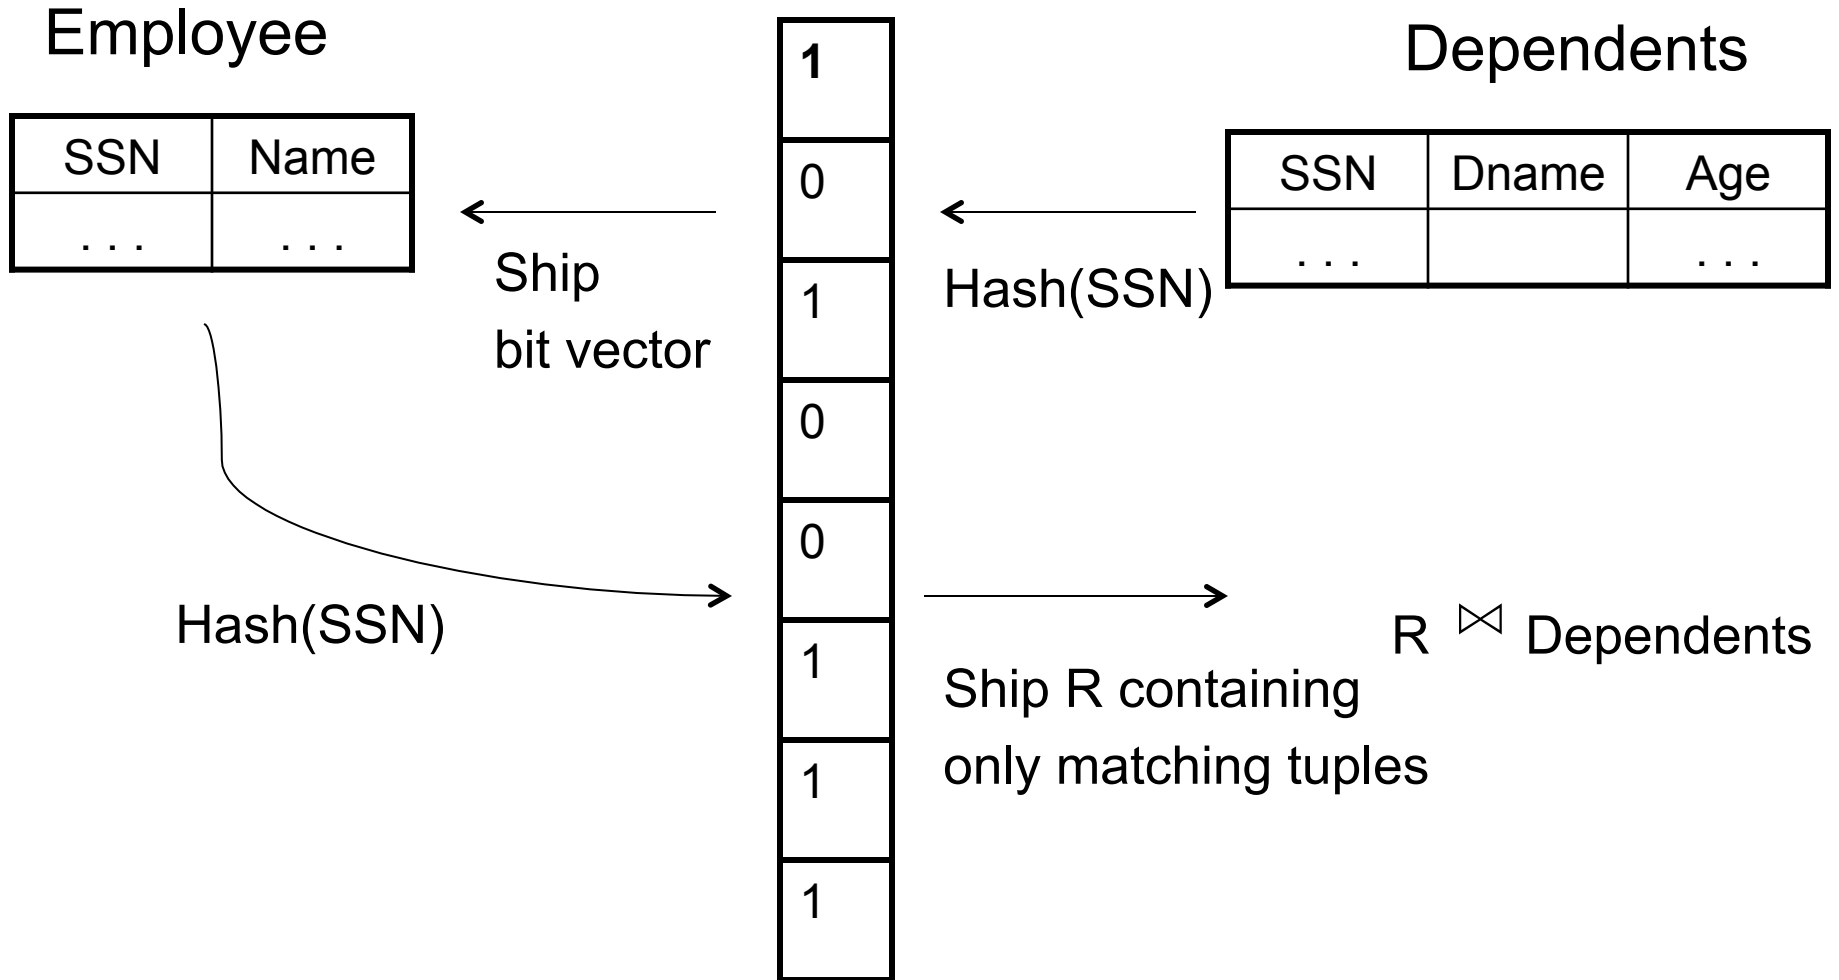 Employee
SSN Name
. . . . . .
Ship
bit vector
Hash(SSN)
1
0
1
0
0
1
1
1
Dependents
SSN Dname Age
. . . . . .
Hash(SSN)
Ship R containing
only matching tuples
R ⋈ Dependents